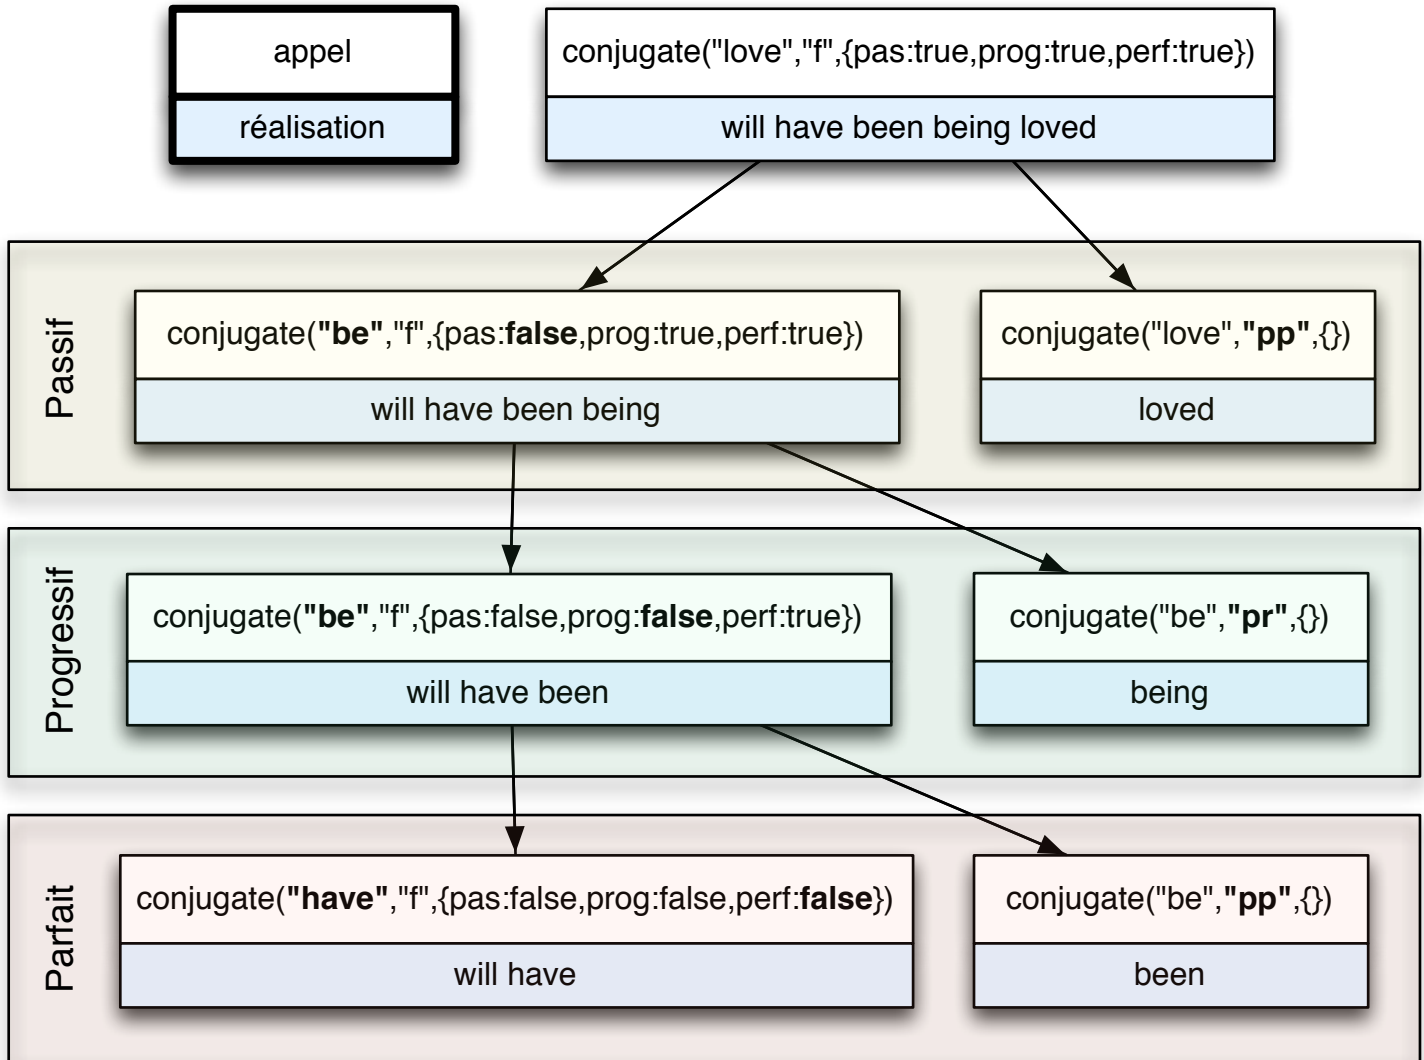 appel
réalisation
conjugate("love","f",{pas:true,prog:true,perf:true})
will have been being loved
Passif
conjugate("be","f",{pas:false,prog:true,perf:true})
will have been being
conjugate("love","pp",{})
loved
Progressif
conjugate("be","f",{pas:false,prog:false,perf:true})
will have been
conjugate("be","pr",{})
being
Parfait
conjugate("have","f",{pas:false,prog:false,perf:false})
will have
conjugate("be","pp",{})
been